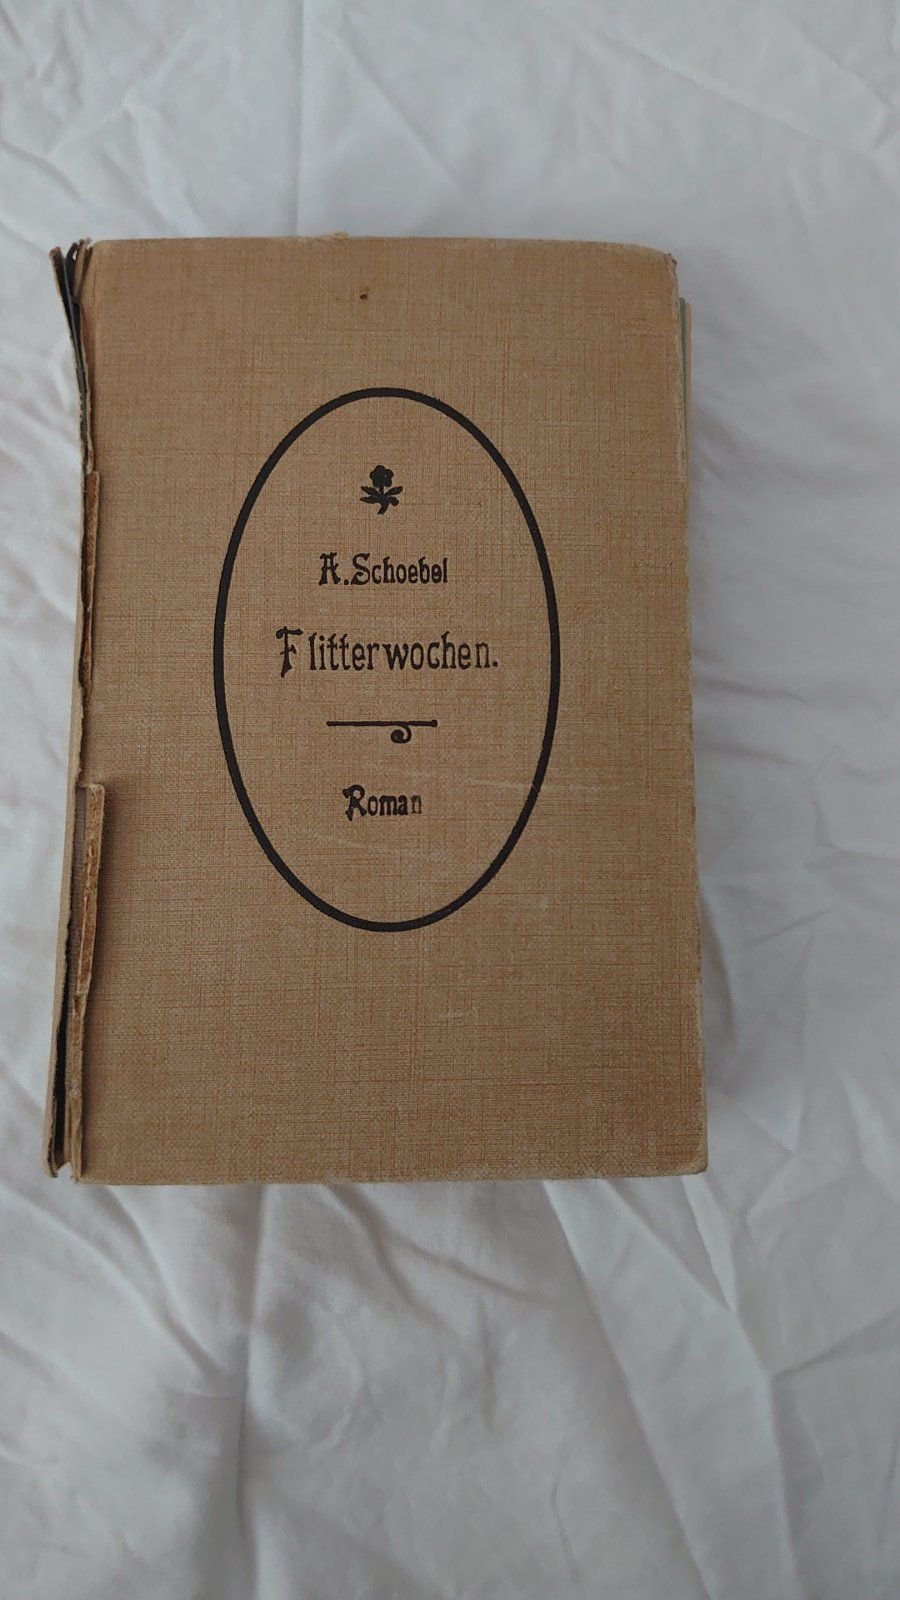 A. Schoebel
Flitterwochen.
Roman